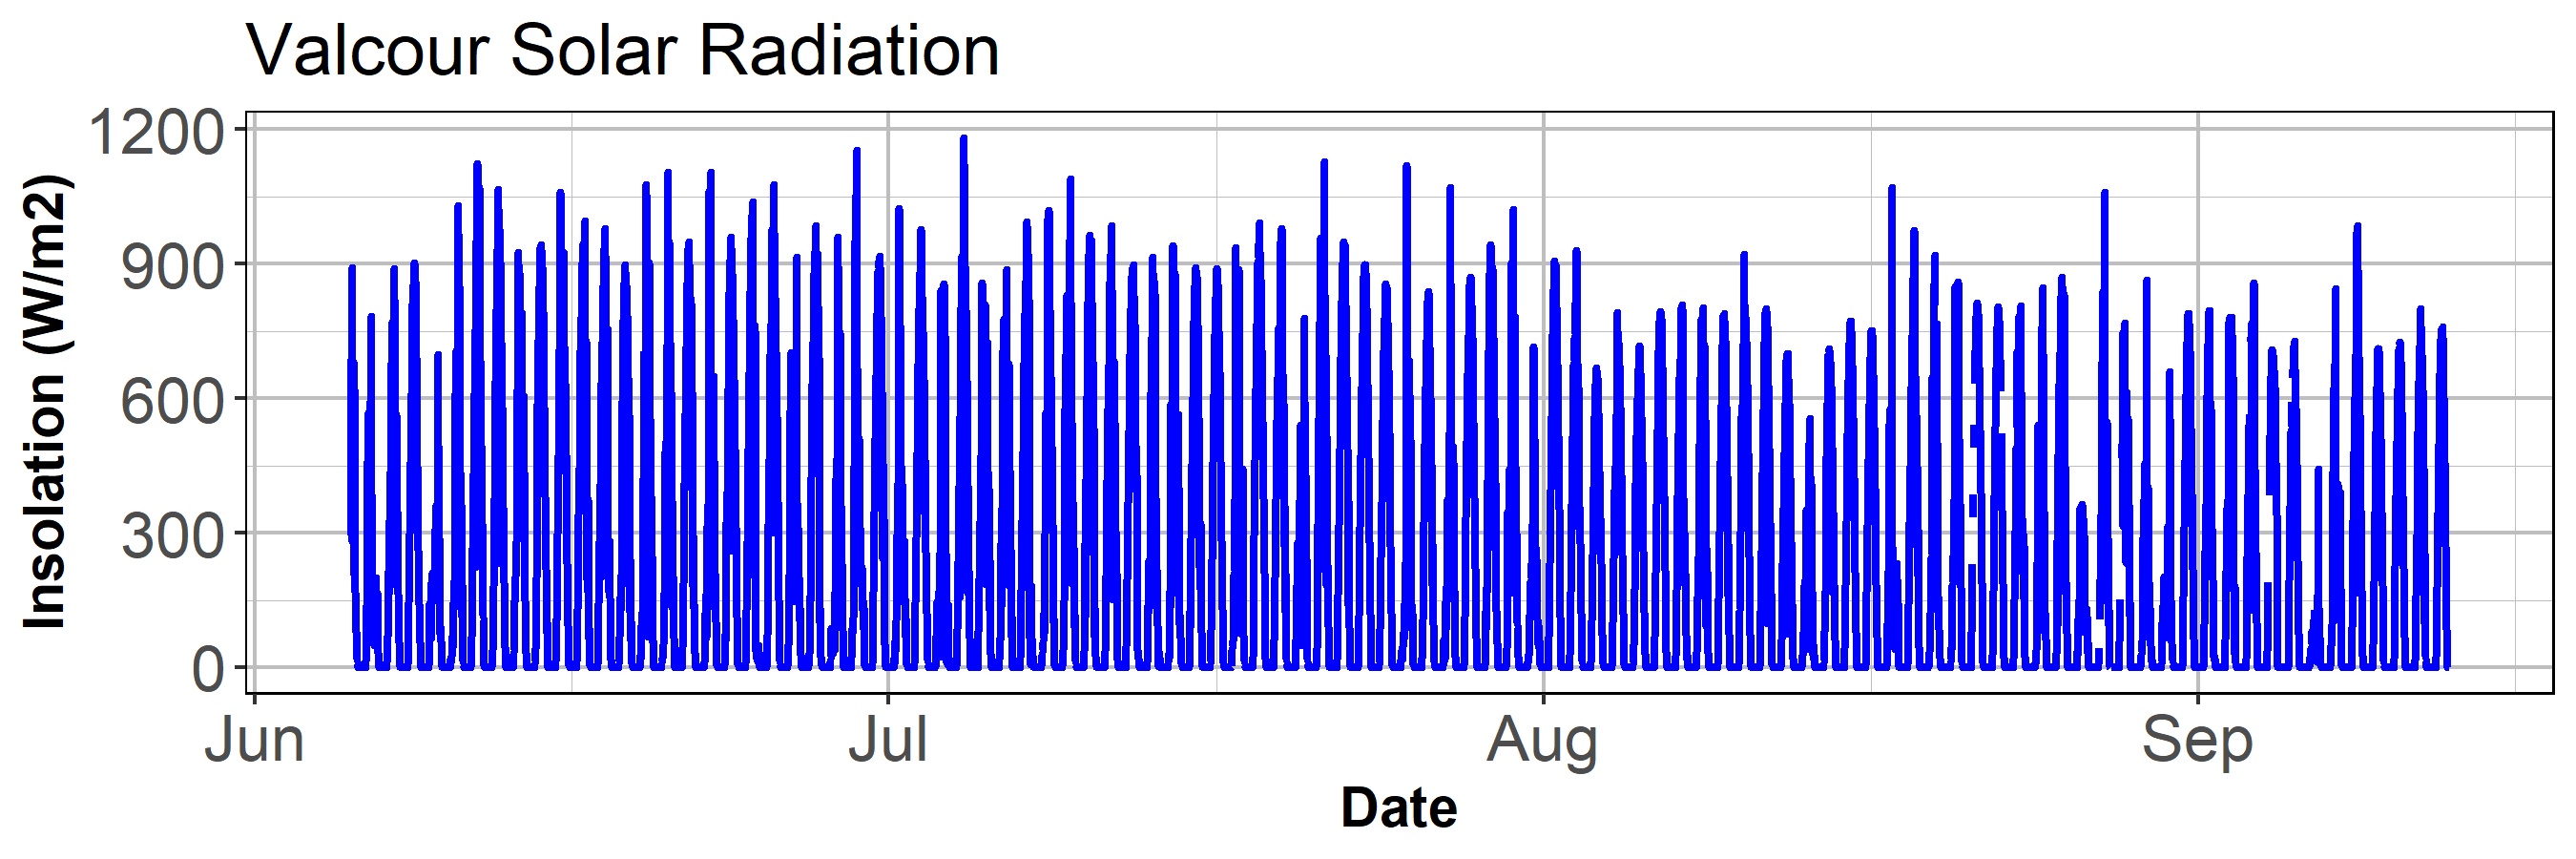 Valcour Solar Radiation
Insolation (W/m2)
1200
900
600
300
0
Jun Jul Aug Sep
Date